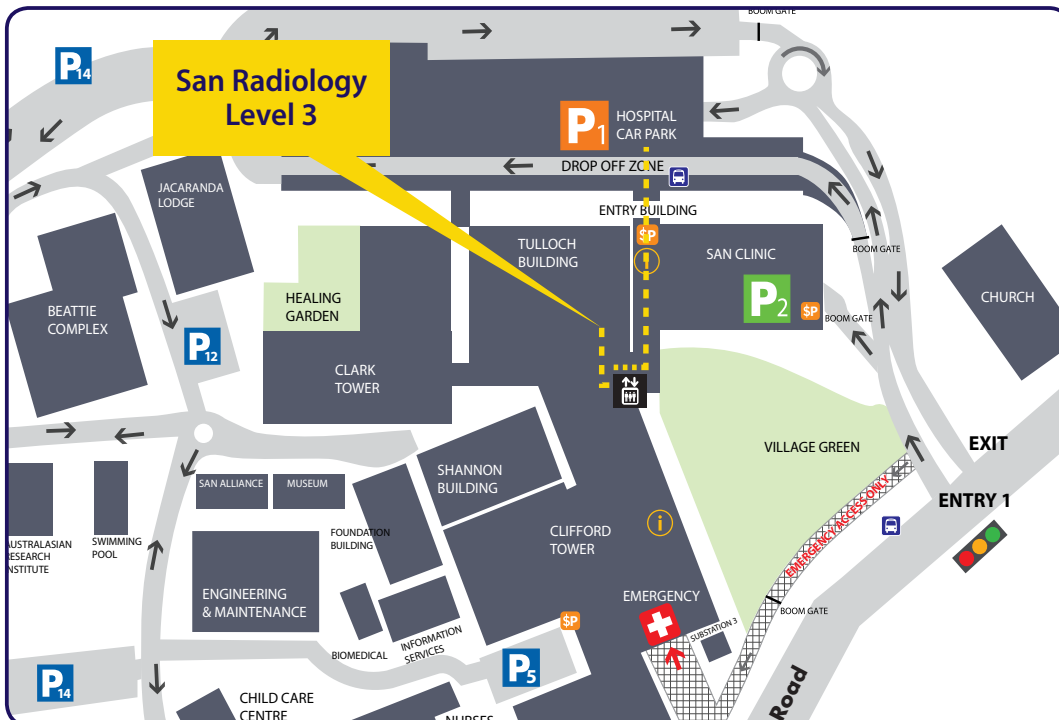 BOOM GATE
P14
San Radiology
Level 3
P1
HOSPITAL
CAR PARK
DROP OFF ZONE
JACARANDA
LODGE
ENTRY BUILDING
$P
i
TULLOCH
BUILDING
SAN CLINIC
BOOM GATE
P2
$P
BOOM GATE
CHURCH
HEALING
GARDEN
BEATTIE
COMPLEX
P12
CLARK
TOWER
VILLAGE GREEN
EXIT
ENTRY 1
SHANNON
BUILDING
SAN ALLIANCE
MUSEUM
AUSTRALASIAN
RESEARCH
INSTITUTE
SWIMMING
POOL
FOUNDATION
BUILDING
CLIFFORD
TOWER
i
EMERGENCY ACCESS ONLY
ENGINEERING
& MAINTENANCE
EMERGENCY
BOOM GATE
$P
SUBSTATION 3
BIOMEDICAL
INFORMATION
SERVICES
P14
P5
Road
CHILD CARE
CENTRE
NURSES